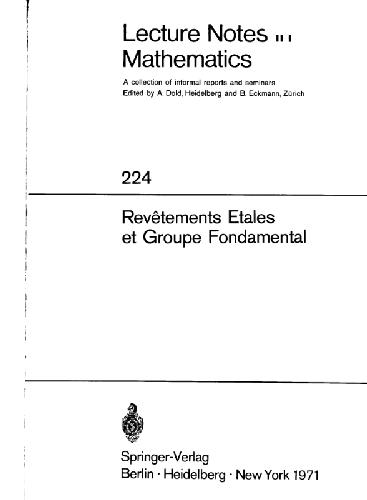 Lecture Notes in
Mathematics
A collection of informal reports and seminars
Edited by A. Dold, Heidelberg and B. Eckmann, Zürich
224
Revêtements Etales
et Groupe Fondamental
Springer-Verlag
Berlin · Heidelberg · New York 1971